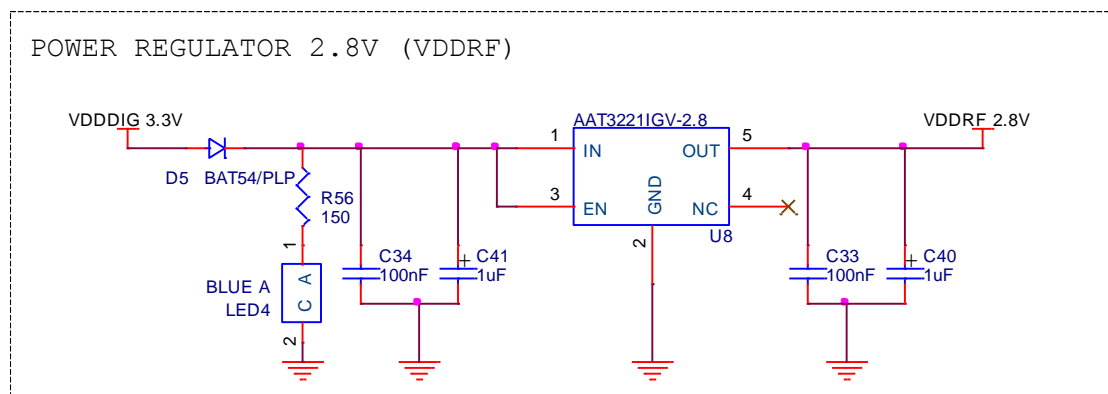 POWER REGULATOR 2.8V (VDDRF)
VDDDIG 3.3V
AAT3221IGV-2.8
VDDRF 2.8V
1
5
IN
OUT
D5 BAT54/PLP
R56
150
3
4
EN
GND
NC
U8
2
1
C34
100nF
+
C41
1uF
C33
100nF
+
C40
1uF
BLUE A
LED4
C A
2